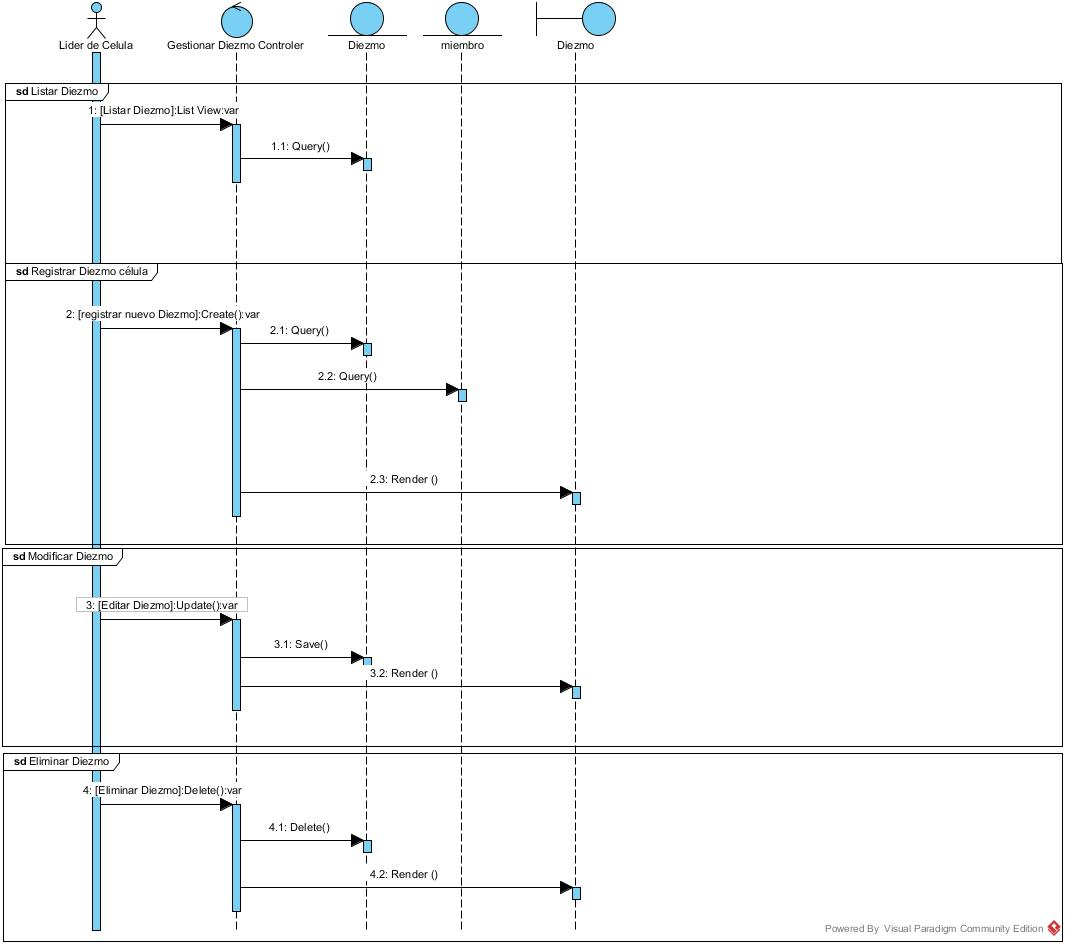 Lider de Celula
Gestionar Diezmo Controler
Diezmo
miembro
Diezmo
sd Listar Diezmo
1: [Listar Diezmo]:List View:var
1.1: Query()
sd Registrar Diezmo célula
2: [registrar nuevo Diezmo]:Create():var
2.1: Query()
2.2: Query()
2.3: Render ()
sd Modificar Diezmo
3: [Editar Diezmo]:Update():var
3.1: Save()
3.2: Render ()
sd Eliminar Diezmo
4: [Eliminar Diezmo]:Delete():var
4.1: Delete()
4.2: Render ()
Powered By Visual Paradigm Community Edition